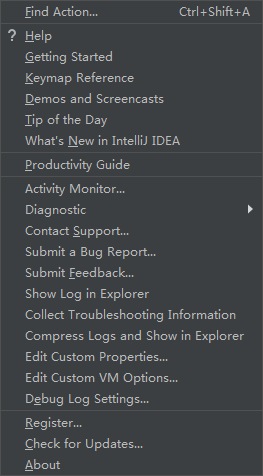 Find Action... Ctrl+Shift+A
? Help
Getting Started
Keymap Reference
Demos and Screencasts
Tip of the Day
What's New in IntelliJ IDEA
Productivity Guide
Activity Monitor...
Diagnostic
Contact Support...
Submit a Bug Report...
Submit Feedback...
Show Log in Explorer
Collect Troubleshooting Information
Compress Logs and Show in Explorer
Edit Custom Properties...
Edit Custom VM Options...
Debug Log Settings...
Register...
Check for Updates...
About